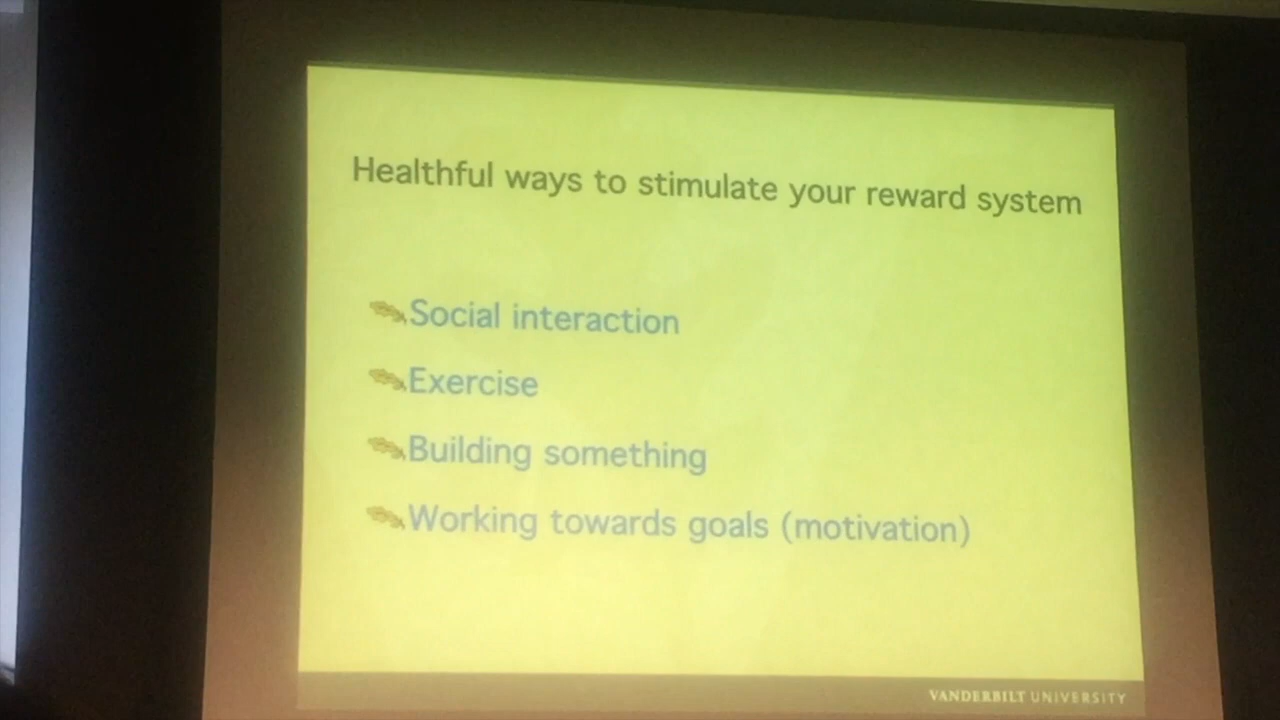 Healthful ways to stimulate your reward system
Social interaction
Exercise
Building something
Working towards goals (motivation)
VANDERBILT UNIVERSITY